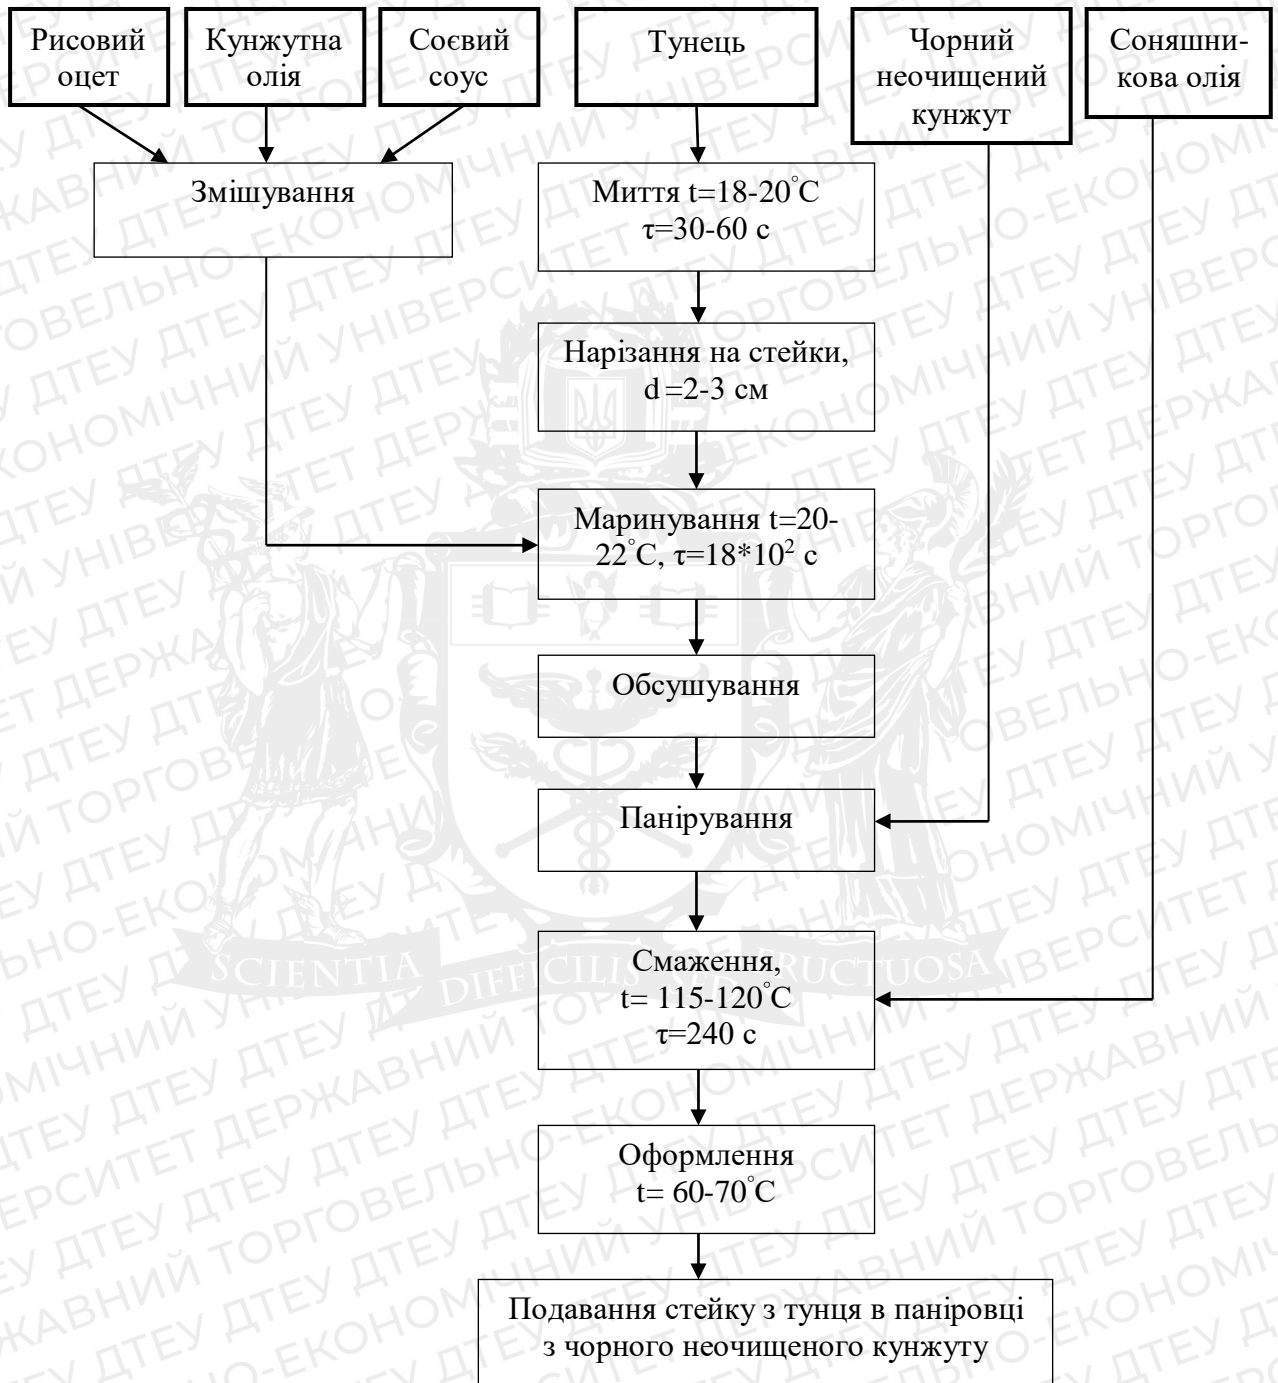 Рисовий
оцет
Кунжутна
олія
Соєвий
соус
Тунець
Чорний
неочищений
кунжут
Соняшни-
кова олія
Змішування
Миття t=18-20°С
τ=30-60 с
Нарізання на стейки,
d =2-3 см
Маринування t=20-
22°С, τ=18*10² с
Обсушування
Панірування
Смаження,
t= 115-120°С
τ=240 с
Оформлення
t= 60-70°С
Подавання стейку з тунця в паніровці
з чорного неочищеного кунжуту
SCIENTIA DIFFICILIS